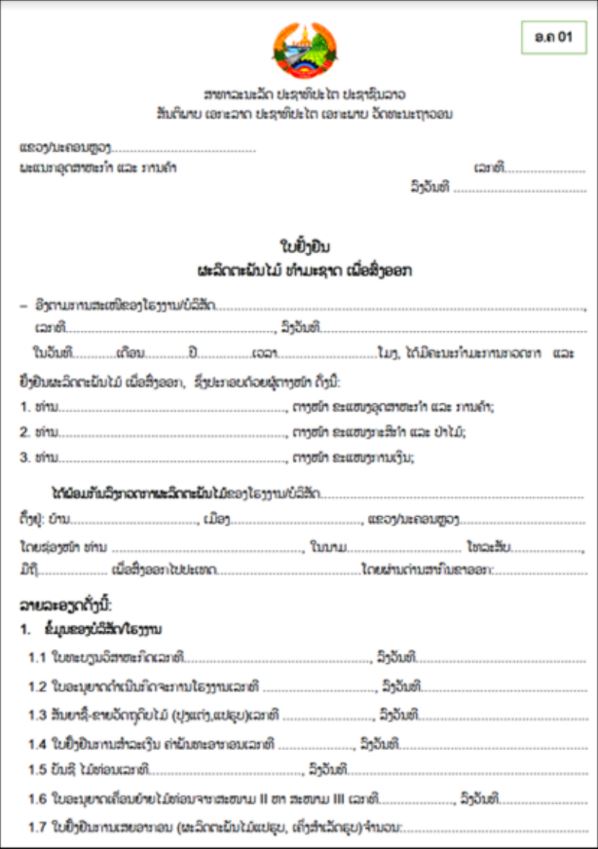 ອ.ຄ 01
ສາທາລະນະລັດ ປະຊາທິປະໄຕ ປະຊາຊົນລາວ
ສັນຕິພາບ ເອກະລາດ ປະຊາທິປະໄຕ ເອກະພາບ ວັດທະນະຖາວອນ
ແຂວງ/ນະຄອນຫຼວງ........................................
ພະແນກອຸດສາຫະກຳ ແລະ ການຄ້າ ເລກທີ........................
ລົງວັນທີ ........................................
ໃບຢັ້ງຢືນ
ຜະລິດຕະພັນໄມ້ ທຳມະຊາດ ເພື່ອສົ່ງອອກ
– ອີງຕາມການສະເໜີຂອງໂຮງງານ/ບໍລິສັດ........................................,
ເລກທີ........................................, ລົງວັນທີ........................................
ໃນວັນທີ............ເດືອນ............ປີ................ເວລາ............................ໂມງ, ໄດ້ມີຄະນະກຳມະການກວດກາ ແລະ
ຢັ້ງຢືນຜະລິດຕະພັນໄມ້ ເພື່ອສົ່ງອອກ, ຊຶ່ງປະກອບດ້ວຍຜູ້ຕາງໜ້າ ດັ່ງນີ້:
1. ທ່ານ........................................, ຕາງໜ້າ ຂະແໜງອຸດສາຫະກຳ ແລະ ການຄ້າ;
2. ທ່ານ........................................, ຕາງໜ້າ ຂະແໜງກະສິກຳ ແລະ ປ່າໄມ້;
3. ທ່ານ........................................, ຕາງໜ້າ ຂະແໜງການເງິນ;
ໄດ້ພ້ອມກັນລົງກວດກາຜະລິດຕະພັນໄມ້ຂອງໂຮງງານ/ບໍລິສັດ........................................
ຕັ້ງຢູ່: ບ້ານ................................, ເມືອງ................................, ແຂວງ/ນະຄອນຫຼວງ................................
ໂດຍຊ່ອງໜ້າ ທ່ານ ........................................, ໃນນາມ................................ ໂທລະສັບ....................,
ມືຖື.................... ເພື່ອສົ່ງອອກໄປປະເທດ........................................ໂດຍຜ່ານດ່ານສາກົນຂາອອກ:............................
ລາຍລະອຽດດັ່ງນີ້:
1. ຂໍ້ມູນຂອງບໍລິສັດ/ໂຮງງານ
1.1 ໃບທະບຽນວິສາຫະກິດເລກທີ........................................, ລົງວັນທີ........................................
1.2 ໃບອະນຸຍາດດຳເນີນກິດຈະການໂຮງງານເລກທີ ............................, ລົງວັນທີ........................................
1.3 ສັນຍາຊື້-ຂາຍວັດຖຸດິບໄມ້ (ປຸງແຕ່ງ,ແປຮູບ)ເລກທີ ........................, ລົງວັນທີ........................................
1.4 ໃບຢັ້ງຢືນການສຳລະເງິນ ຄ່າພັນທະອາກອນເລກທີ ...................., ລົງວັນທີ........................................
1.5 ບັນຊີ ໄມ້ທ່ອນເລກທີ........................................, ລົງວັນທີ........................................
1.6 ໃບອະນຸຍາດເຄື່ອນຍ້າຍໄມ້ທ່ອນຈາກສະໜາມ II ຫາ ສະໜາມ III ເລກທີ...................., ລົງວັນທີ............................
1.7 ໃບຢັ້ງຢືນການເສຍອາກອນ (ຜະລິດຕະພັນໄມ້ແປຮູບ, ເຄິ່ງສຳເລັດຮູບ)ຈຳນວນ:........................................